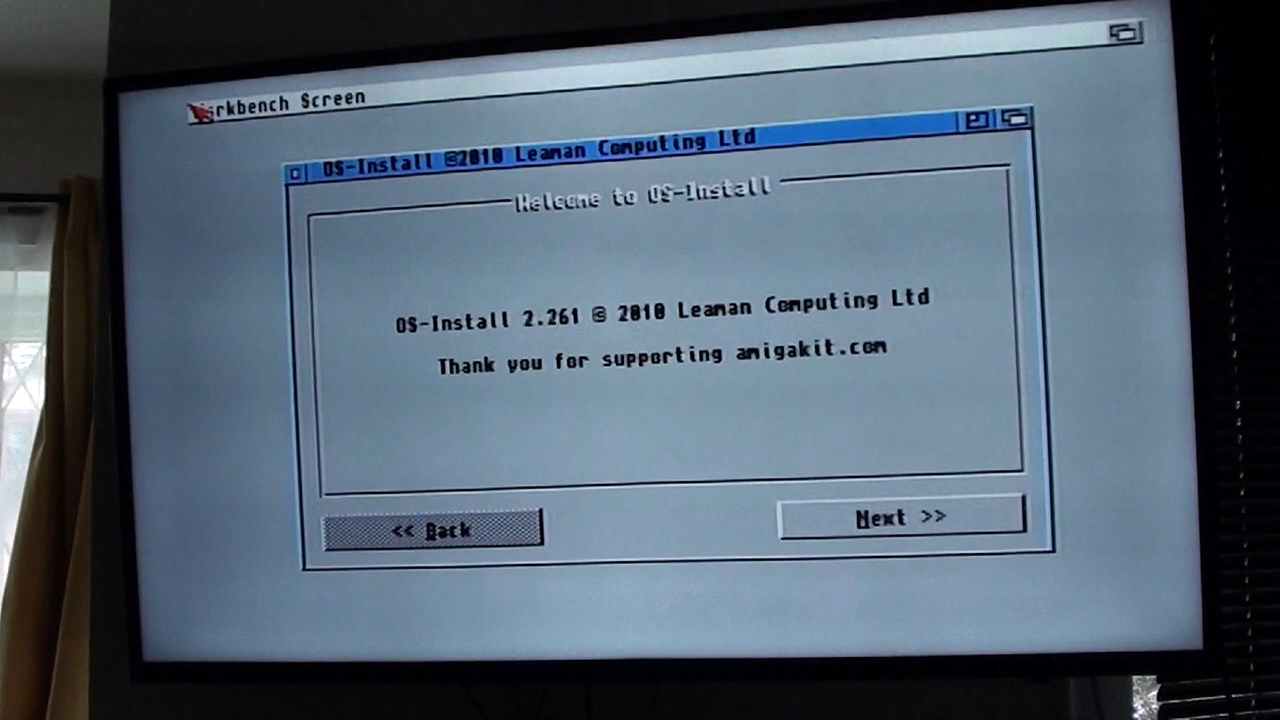 Workbench Screen
OS-Install ©2010 Leaman Computing Ltd
Welcome to OS-Install
OS-Install 2.261 © 2010 Leaman Computing Ltd
Thank you for supporting amigakit.com
<< Back
Next >>